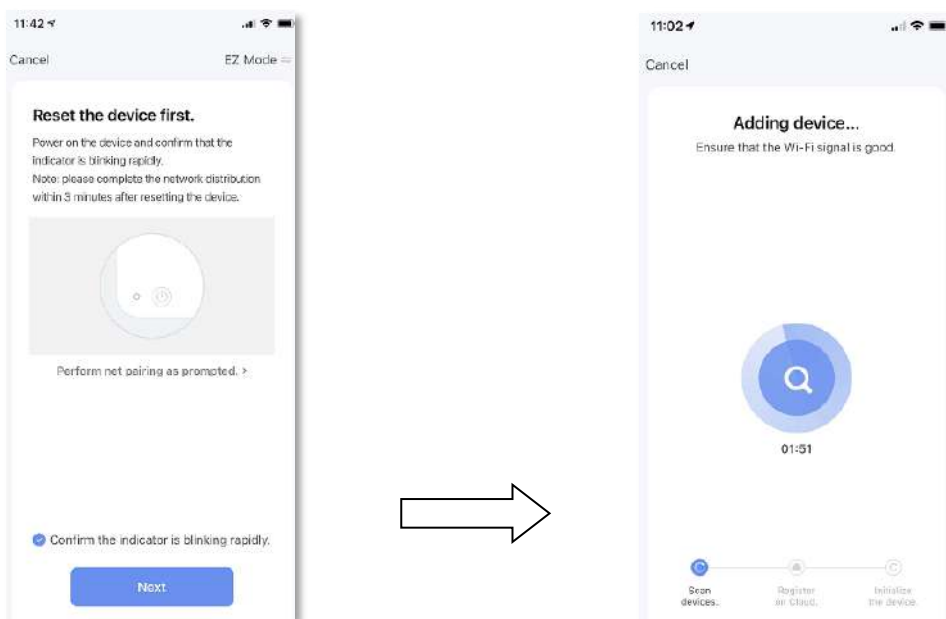 11:42
Cancel
EZ Mode
Reset the device first.
Power on the device and confirm that the
indicator is blinking rapidly.
Note: please complete the network distribution
within 3 minutes after resetting the device.
Perform net pairing as prompted. >
Confirm the indicator is blinking rapidly.
Next
11:02
Cancel
Adding device...
Ensure that the Wi-Fi signal is good.
01:51
Scan
devices.
Register
on Cloud.
Initialize
the device.